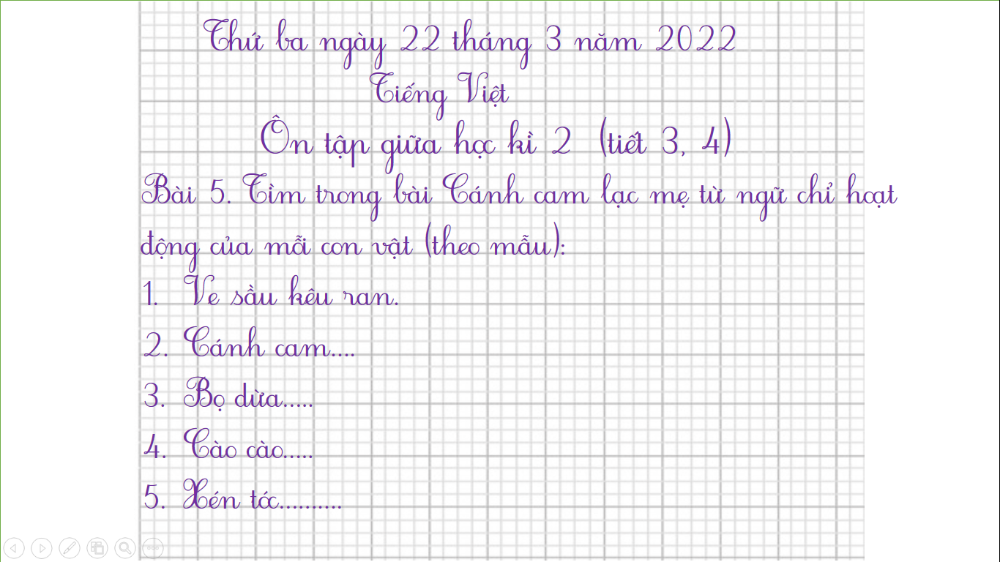 Thứ ba ngày 22 tháng 3 năm 2022
Tiếng Việt
Ôn tập giữa học kì 2 (tiết 3, 4)
Bài 5. Tìm trong bài Cánh cam lạc mẹ từ ngữ chỉ hoạt
động của mỗi con vật (theo mẫu):
1. Ve sầu kêu ran.
2. Cánh cam....
3. Bọ dừa.....
4. Cào cào.....
5. Xén tóc..........